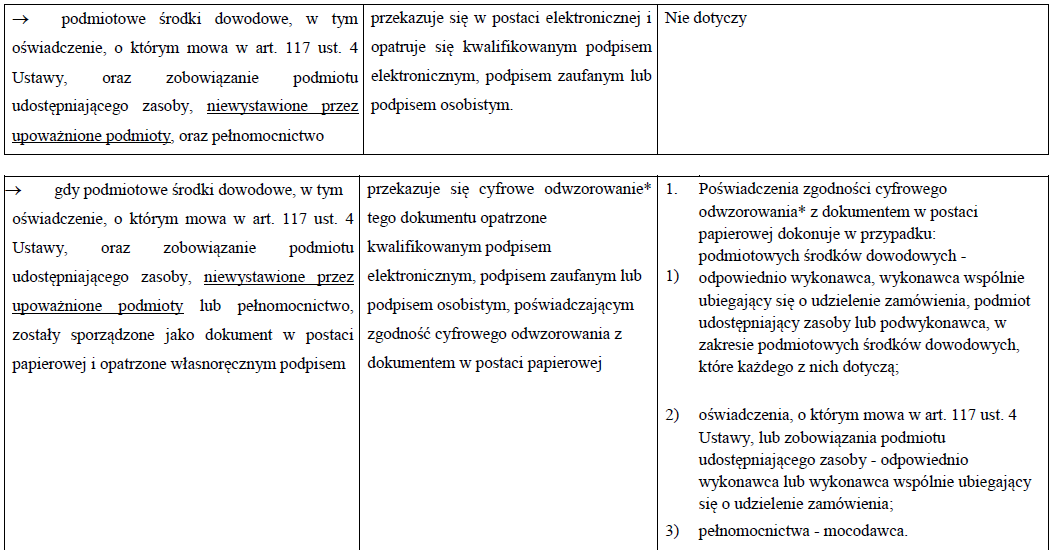 → podmiotowe środki dowodowe, w tym
oświadczenie, o którym mowa w art. 117 ust. 4
Ustawy, oraz zobowiązanie podmiotu
udostępniającego zasoby, niewystawione przez
upoważnione podmioty, oraz pełnomocnictwo
przekazuje się w postaci elektronicznej i
opatruje się kwalifikowanym podpisem
elektronicznym, podpisem zaufanym lub
podpisem osobistym.
Nie dotyczy
→ gdy podmiotowe środki dowodowe, w tym
oświadczenie, o którym mowa w art. 117 ust. 4
Ustawy, oraz zobowiązanie podmiotu
udostępniającego zasoby, niewystawione przez
upoważnione podmioty lub pełnomocnictwo,
zostały sporządzone jako dokument w postaci
papierowej i opatrzone własnoręcznym podpisem
przekazuje się cyfrowe odwzorowanie*
tego dokumentu opatrzone
kwalifikowanym podpisem
elektronicznym, podpisem zaufanym lub
podpisem osobistym, poświadczającym
zgodność cyfrowego odwzorowania z
dokumentem w postaci papierowej
1. Poświadczenia zgodności cyfrowego
odwzorowania* z dokumentem w postaci
papierowej dokonuje w przypadku:
podmiotowych środków dowodowych -
1) odpowiednio wykonawca, wykonawca wspólnie
ubiegający się o udzielenie zamówienia, podmiot
udostępniający zasoby lub podwykonawca, w
zakresie podmiotowych środków dowodowych,
które każdego z nich dotyczą;
2) oświadczenia, o którym mowa w art. 117 ust. 4
Ustawy, lub zobowiązania podmiotu
udostępniającego zasoby - odpowiednio
wykonawca lub wykonawca wspólnie ubiegający
się o udzielenie zamówienia;
3) pełnomocnictwa - mocodawca.